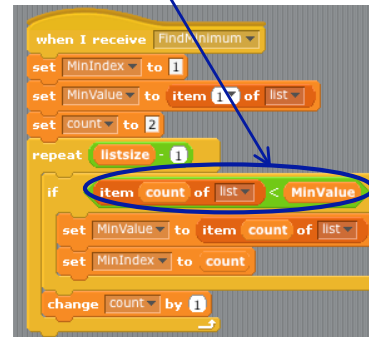 when I receive FindMinimum
set MinIndex to 1
set MinValue to item 1 of list
set count to 2
repeat listsize - 1
if item count of list < MinValue
set MinValue to item count of list
set MinIndex to count
change count by 1